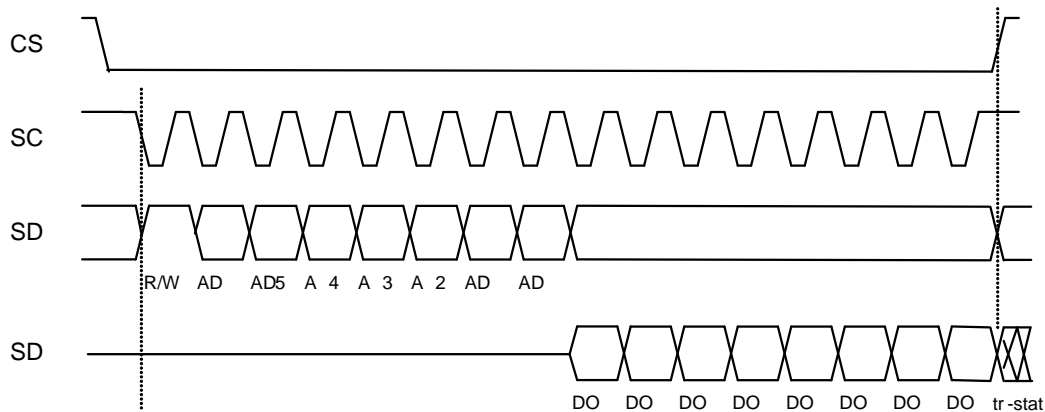 CS
SC
SD
R/W AD AD5 A 4 A 3 A 2 AD AD
SD
DO DO DO DO DO DO DO DO tr-stat